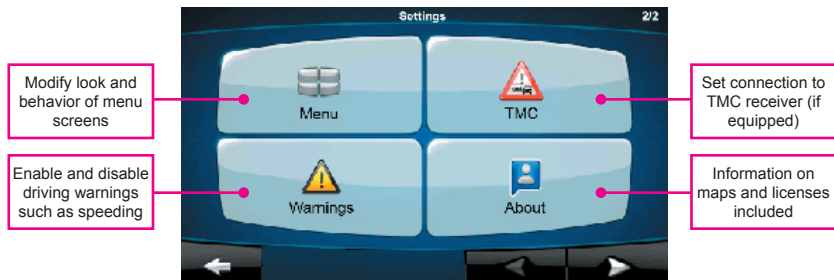 Settings
2/2
Modify look and
behavior of menu
screens
Menu
TMC
Set connection to
TMC receiver (if
equipped)
Enable and disable
driving warnings
such as speeding
Warnings
About
Information on
maps and licenses
included